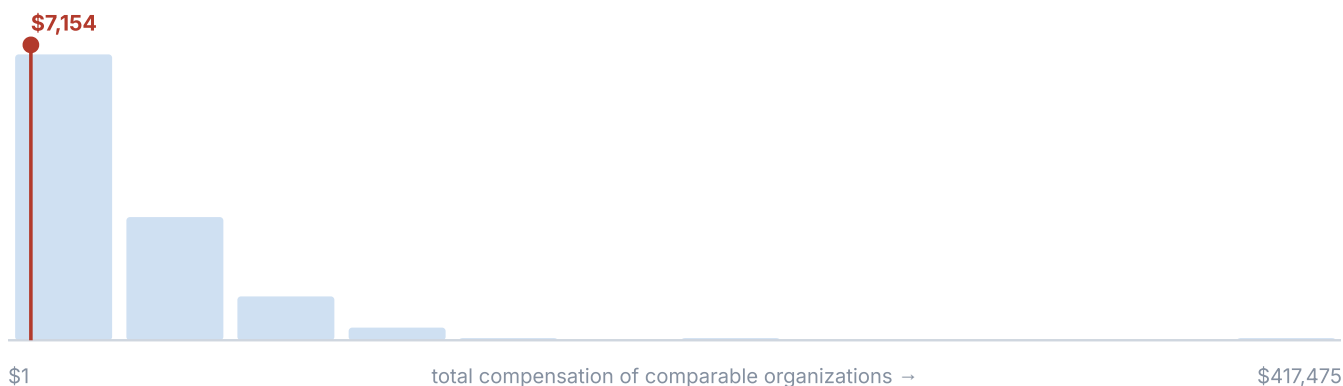 $7,154
$1 total compensation of comparable organizations → $417,475